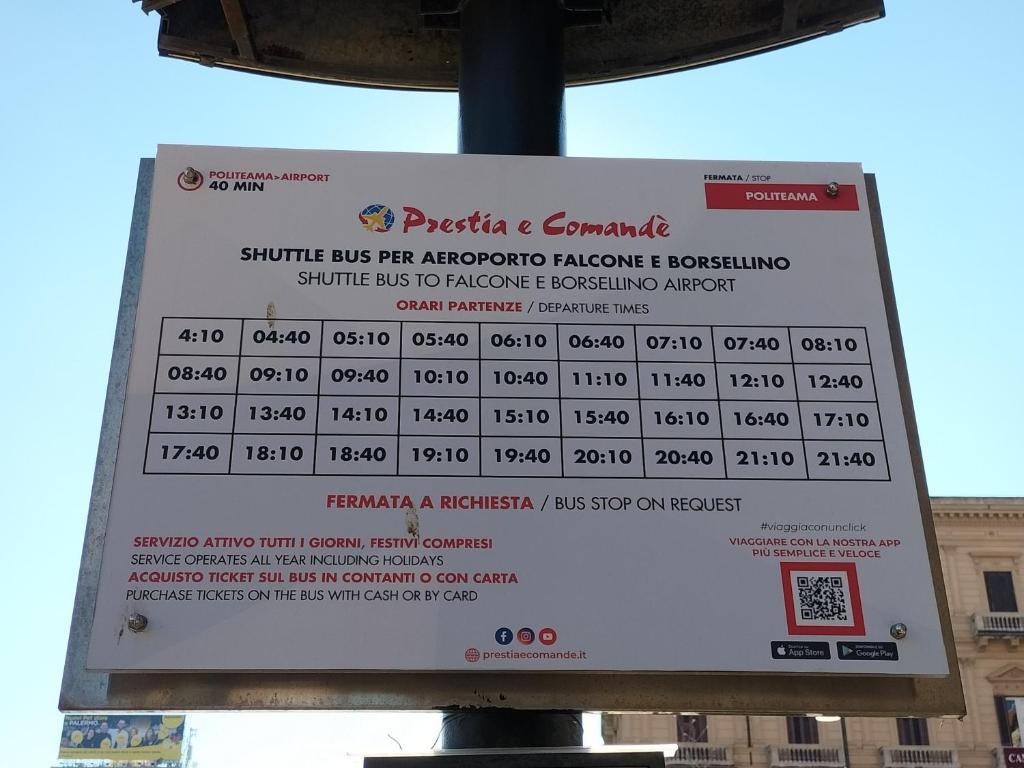 POLITEAMA>AIRPORT
40 MIN
FERMATA / STOP
POLITEAMA
Prestia e Comandè
SHUTTLE BUS PER AEROPORTO FALCONE E BORSELLINO
SHUTTLE BUS TO FALCONE E BORSELLINO AIRPORT
ORARI PARTENZE / DEPARTURE TIMES
4:10 04:40 05:10 05:40 06:10 06:40 07:10 07:40 08:10
08:40 09:10 09:40 10:10 10:40 11:10 11:40 12:10 12:40
13:10 13:40 14:10 14:40 15:10 15:40 16:10 16:40 17:10
17:40 18:10 18:40 19:10 19:40 20:10 20:40 21:10 21:40
FERMATA A RICHIESTA / BUS STOP ON REQUEST
SERVIZIO ATTIVO TUTTI I GIORNI, FESTIVI COMPRESI
SERVICE OPERATES ALL YEAR INCLUDING HOLIDAYS
ACQUISTO TICKET SUL BUS IN CONTANTI O CON CARTA
PURCHASE TICKETS ON THE BUS WITH CASH OR BY CARD
#viaggiaconunclick
VIAGGIARE CON LA NOSTRA APP
PIÙ SEMPLICE E VELOCE
App Store
Google Play
prestiaecomande.it
PALERMO